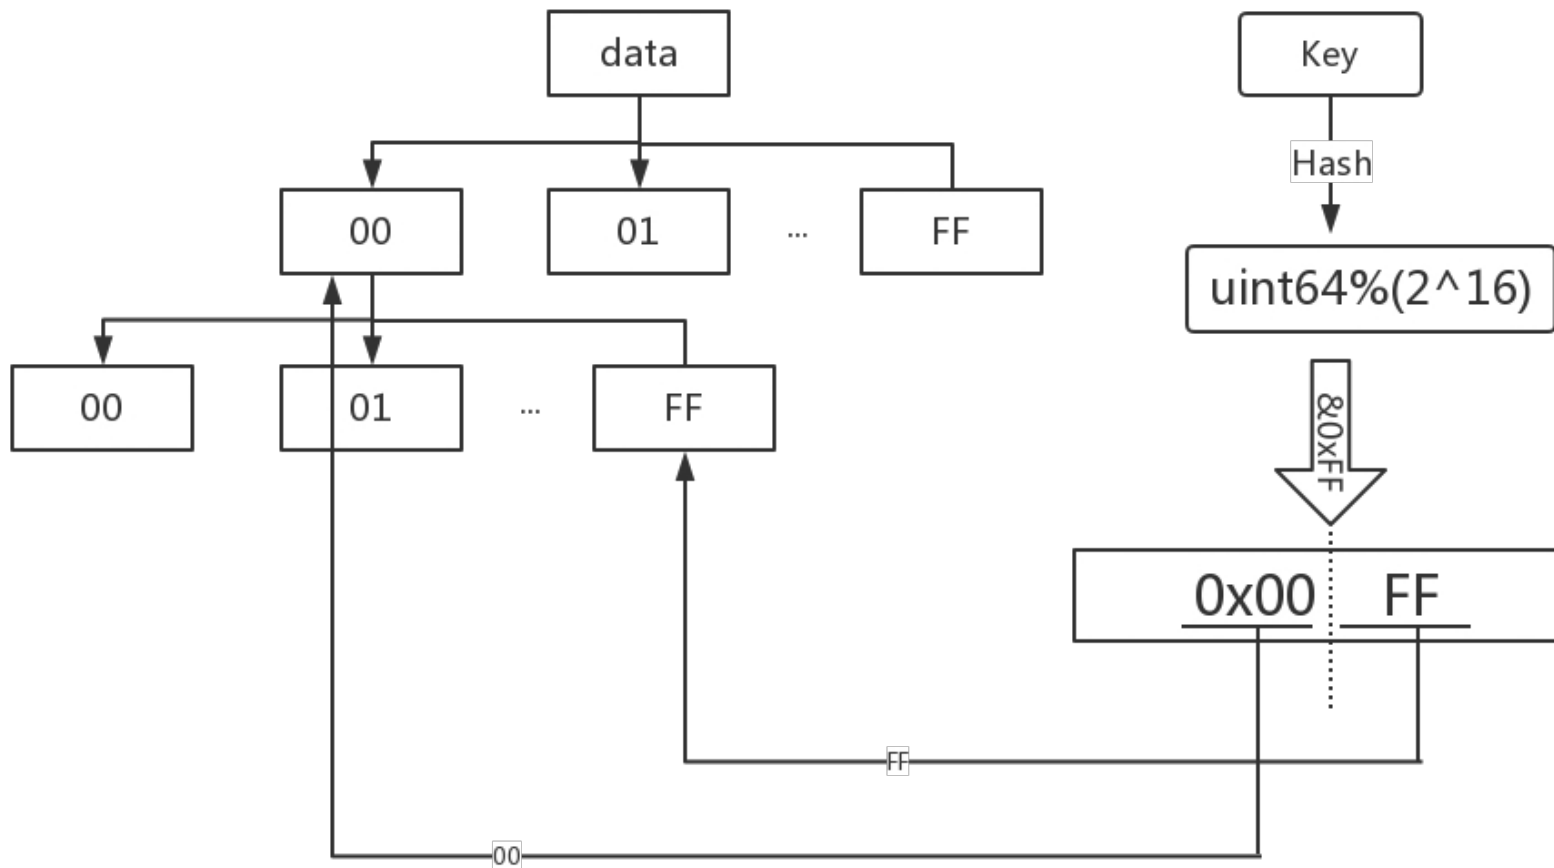 data
Key
Hash
00
01
...
FF
uint64%(2^16)
00
01
...
FF
&0xFF
0x00
FF
FF
00